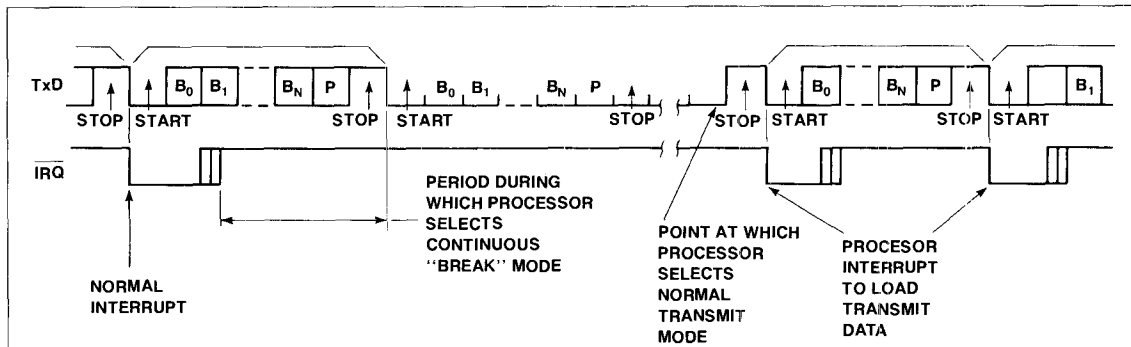 TxD
B0 B1 BN P B0 B1 BN P B0 BN P B1
STOP START STOP START STOP STOP START STOP START
IRQ
NORMAL
INTERRUPT
PERIOD DURING
WHICH PROCESSOR
SELECTS
CONTINUOUS
"BREAK" MODE
POINT AT WHICH
PROCESSOR
SELECTS
NORMAL
TRANSMIT
MODE
PROCESOR
INTERRUPT
TO LOAD
TRANSMIT
DATA